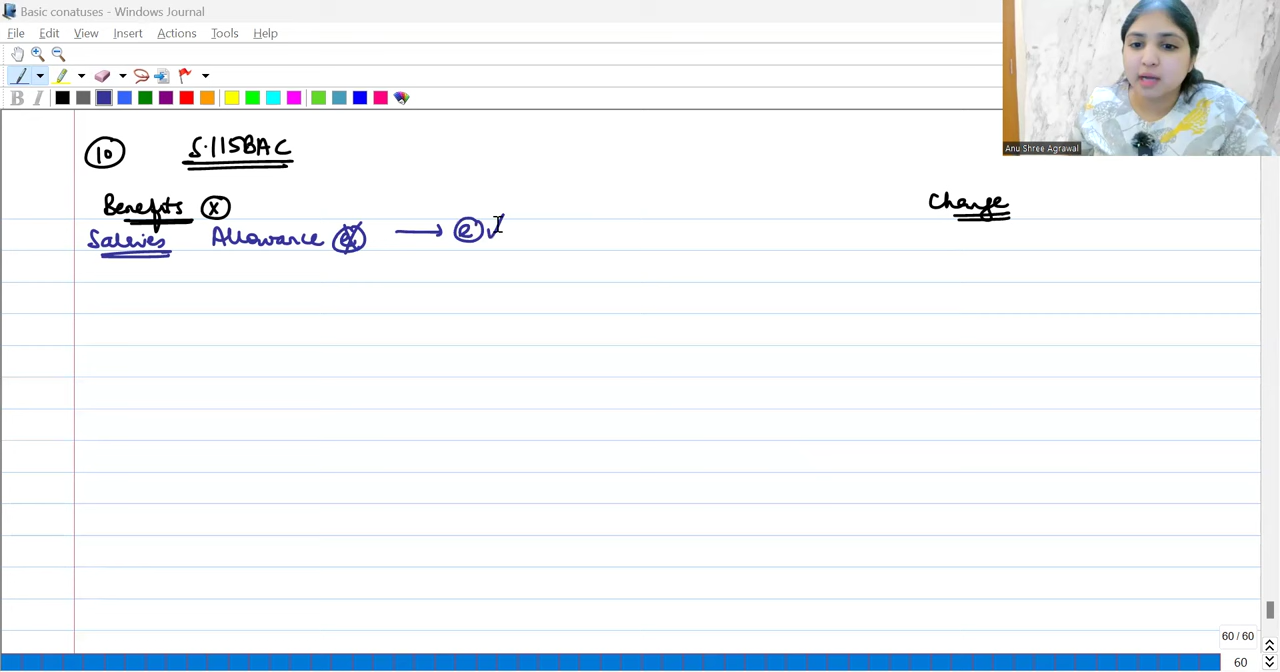 Basic conatuses - Windows Journal
File Edit View Insert Actions Tools Help
B I
Anu Shree Agrawal
10 S.115BAC
Benefits X Change
Salaries Allowance → e ✓
60 / 60
60